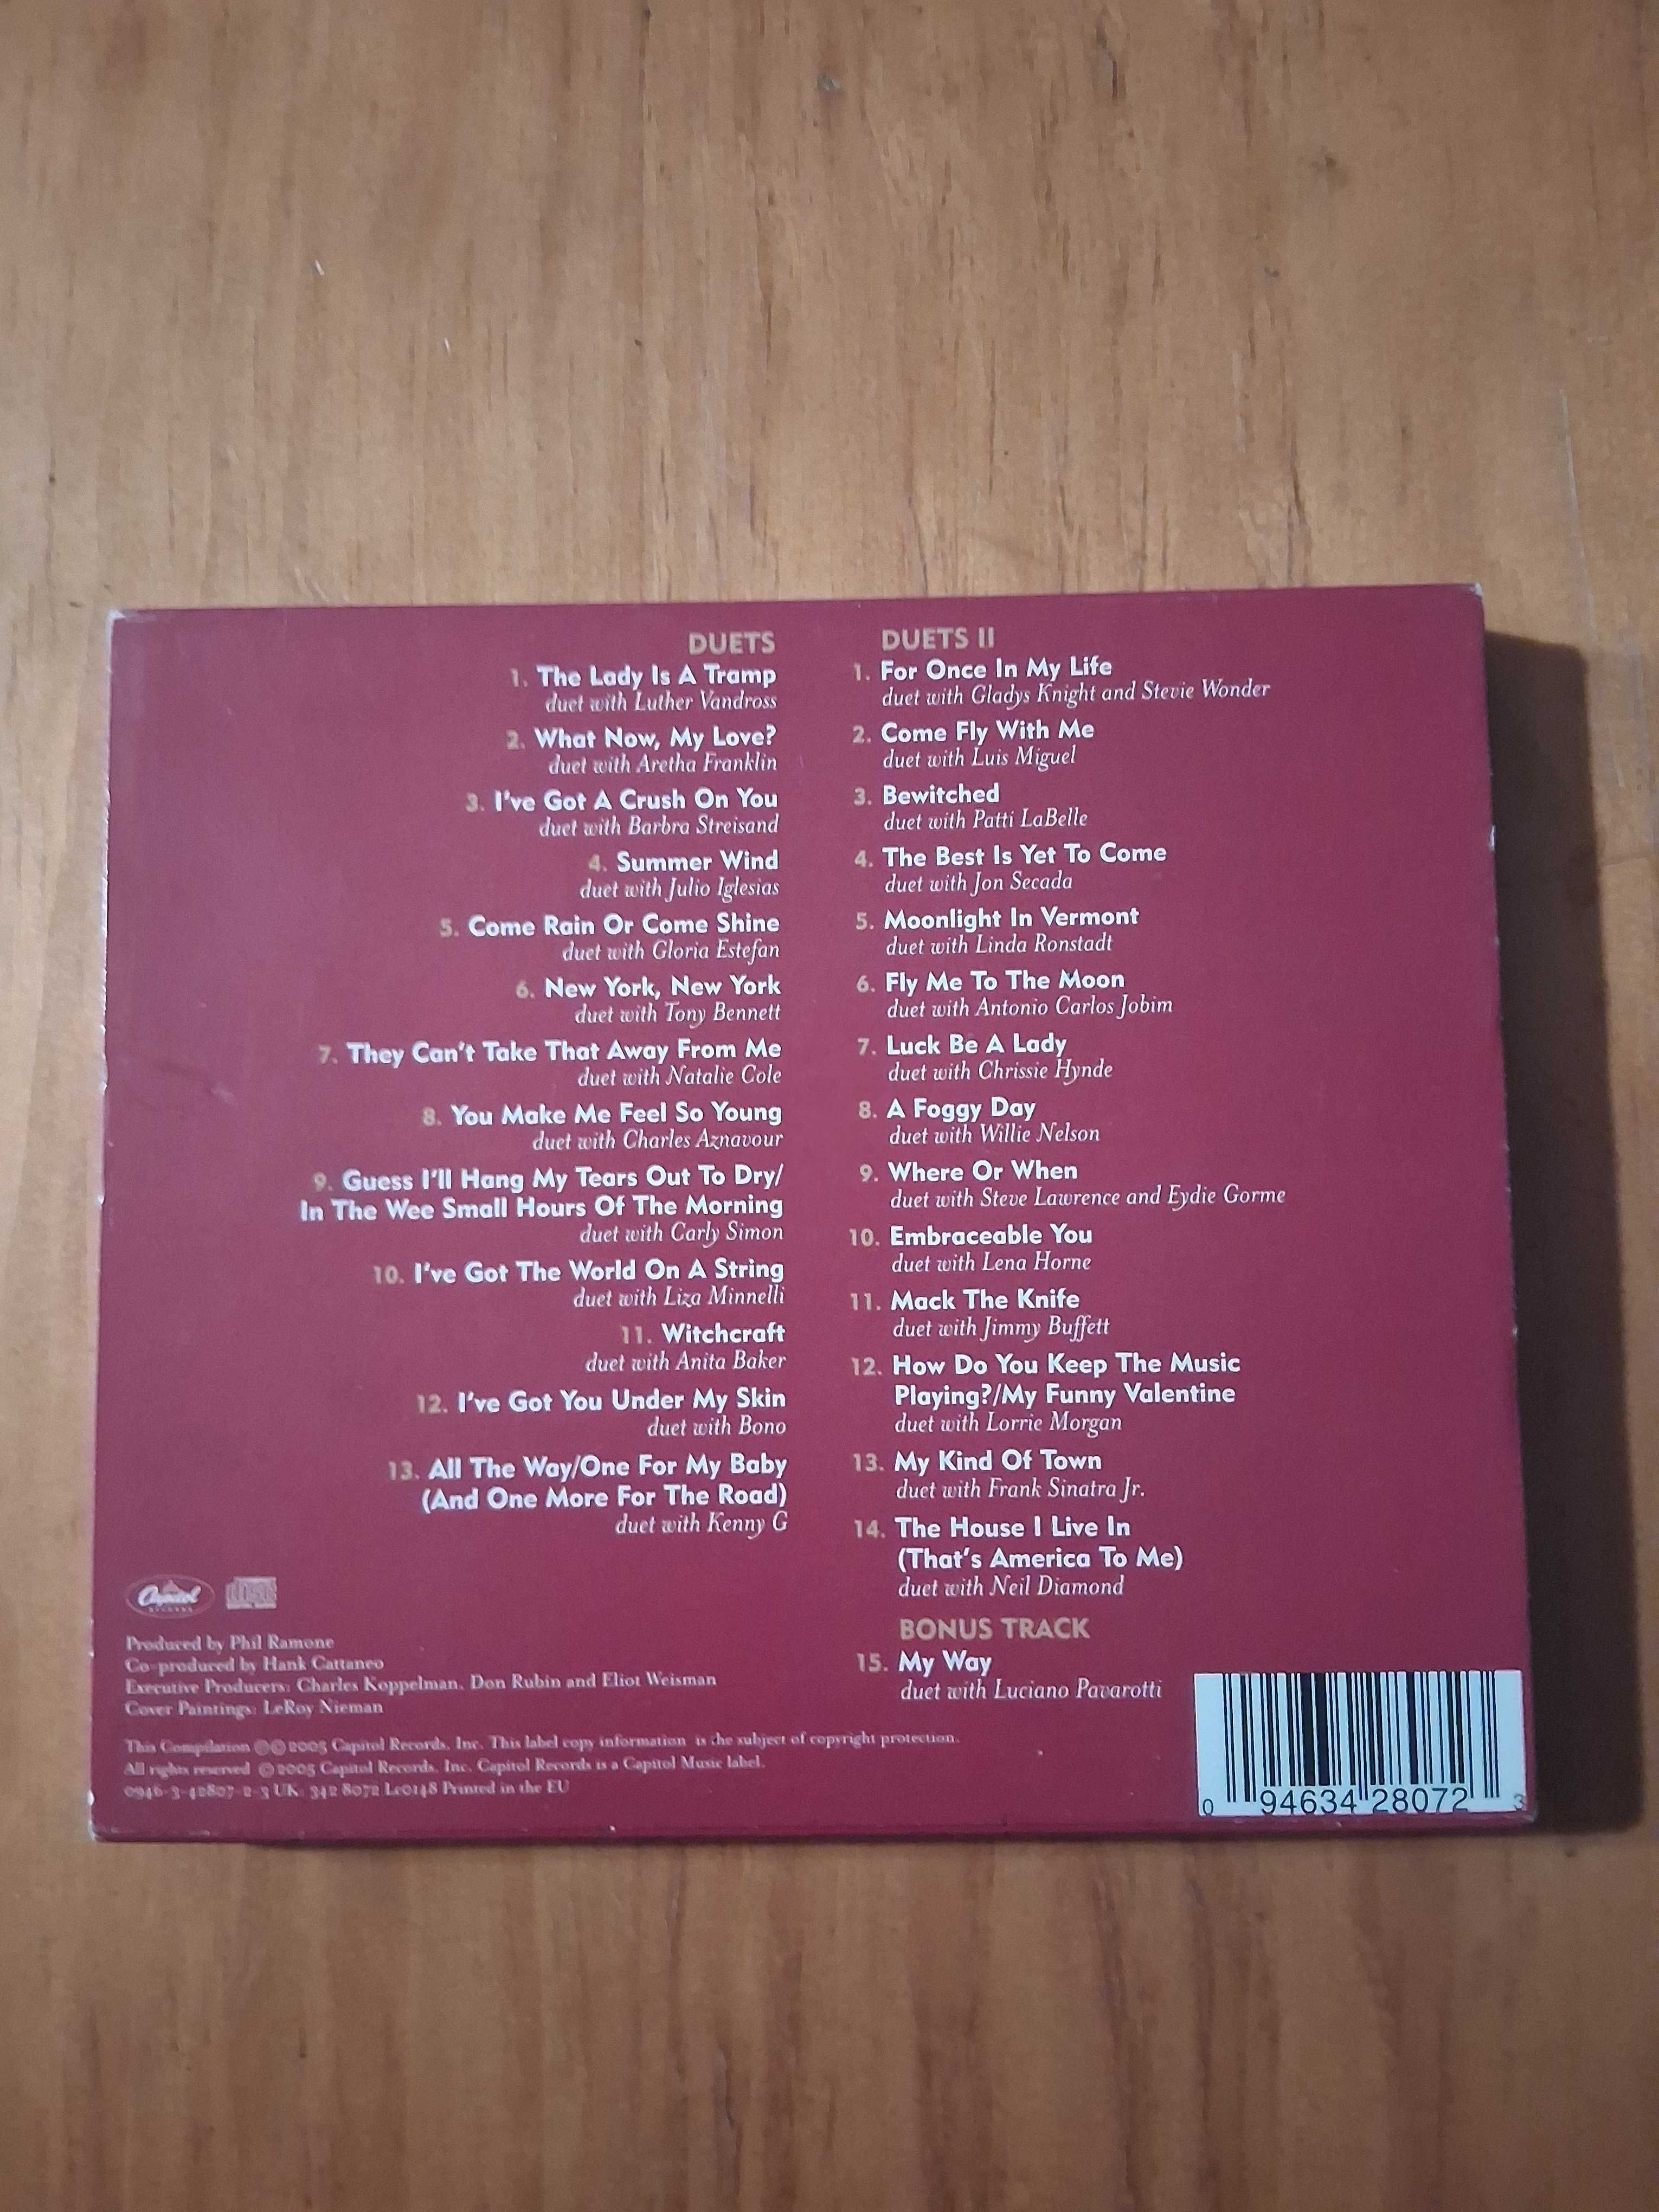 DUETS
1. The Lady Is A Tramp
duet with Luther Vandross
2. What Now, My Love?
duet with Aretha Franklin
3. I've Got A Crush On You
duet with Barbra Streisand
4. Summer Wind
duet with Julio Iglesias
5. Come Rain Or Come Shine
duet with Gloria Estefan
6. New York, New York
duet with Tony Bennett
7. They Can't Take That Away From Me
duet with Natalie Cole
8. You Make Me Feel So Young
duet with Charles Aznavour
9. Guess I'll Hang My Tears Out To Dry/
In The Wee Small Hours Of The Morning
duet with Carly Simon
10. I've Got The World On A String
duet with Liza Minnelli
11. Witchcraft
duet with Anita Baker
12. I've Got You Under My Skin
duet with Bono
13. All The Way/One For My Baby
(And One More For The Road)
duet with Kenny G
DUETS II
1. For Once In My Life
duet with Gladys Knight and Stevie Wonder
2. Come Fly With Me
duet with Luis Miguel
3. Bewitched
duet with Patti LaBelle
4. The Best Is Yet To Come
duet with Jon Secada
5. Moonlight In Vermont
duet with Linda Ronstadt
6. Fly Me To The Moon
duet with Antonio Carlos Jobim
7. Luck Be A Lady
duet with Chrissie Hynde
8. A Foggy Day
duet with Willie Nelson
9. Where Or When
duet with Steve Lawrence and Eydie Gorme
10. Embraceable You
duet with Lena Horne
11. Mack The Knife
duet with Jimmy Buffett
12. How Do You Keep The Music
Playing?/My Funny Valentine
duet with Lorrie Morgan
13. My Kind Of Town
duet with Frank Sinatra Jr.
14. The House I Live In
(That's America To Me)
duet with Neil Diamond
BONUS TRACK
15. My Way
duet with Luciano Pavarotti
Capitol
RECORDS
disc
Produced by Phil Ramone
Co-produced by Hank Cattaneo
Executive Producers: Charles Koppelman, Don Rubin and Eliot Weisman
Cover Paintings: LeRoy Nieman
This Compilation ℗©2005 Capitol Records, Inc. This label copy information is the subject of copyright protection.
All rights reserved ©2005 Capitol Records, Inc. Capitol Records is a Capitol Music label.
0946-3-42807-2-3 UK: 342 8072 Lc0148 Printed in the EU
0 94634 28072 3